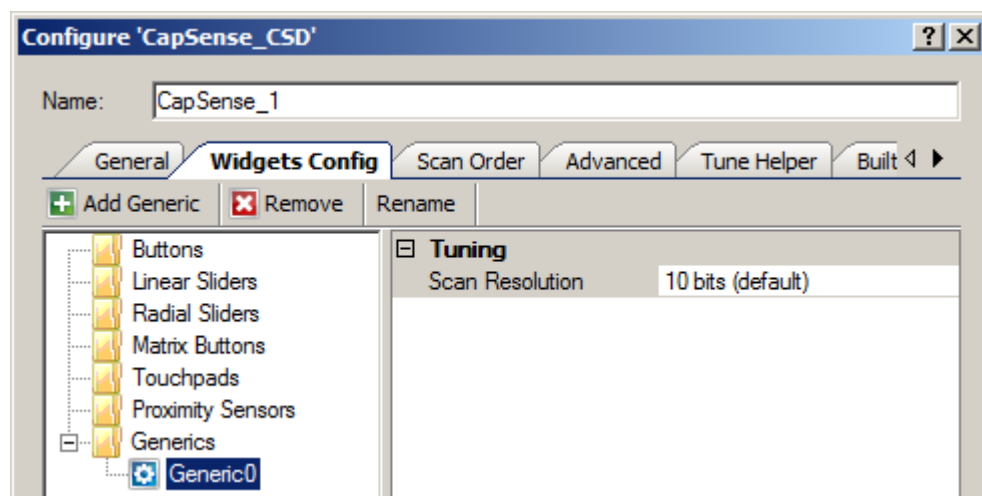 Configure 'CapSense_CSD'
Name: CapSense_1
General Widgets Config Scan Order Advanced Tune Helper Built
Add Generic Remove Rename
Buttons Tuning
Linear Sliders Scan Resolution 10 bits (default)
Radial Sliders
Matrix Buttons
Touchpads
Proximity Sensors
Generics
Generic0